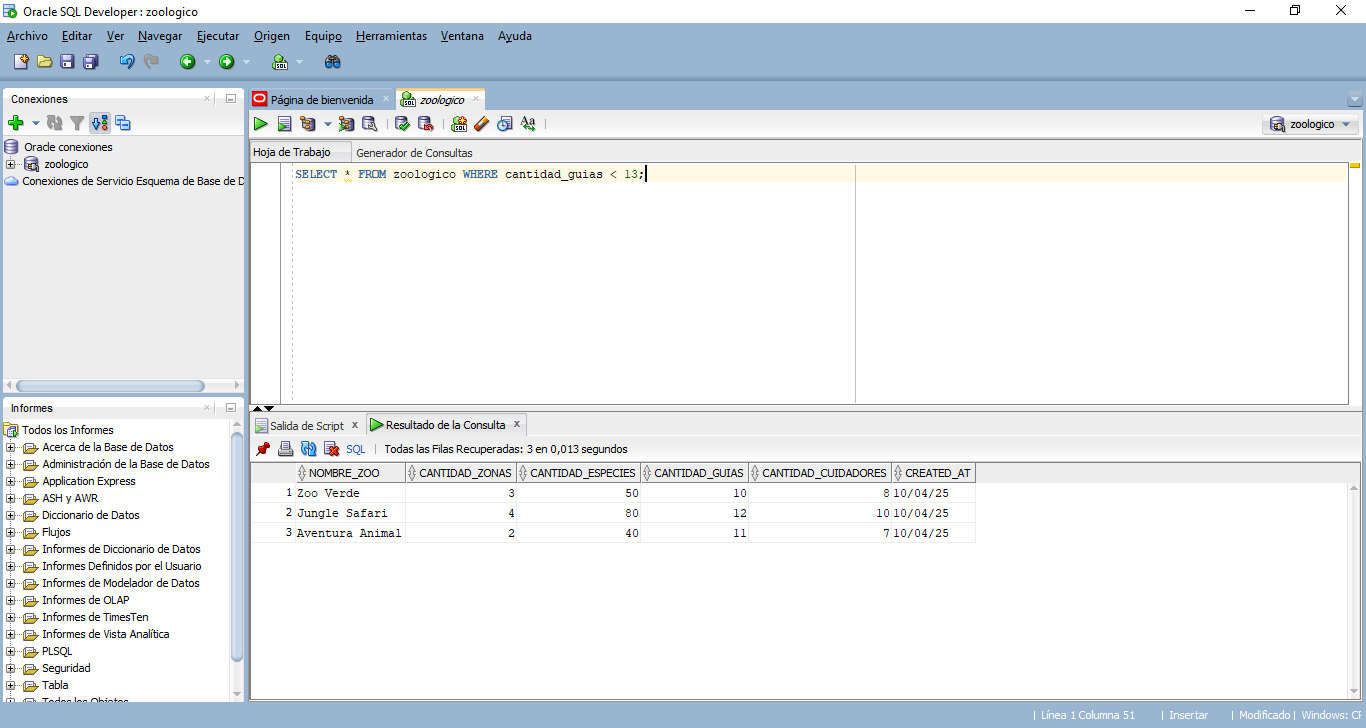 Oracle SQL Developer : zoologico
Archivo Editar Ver Navegar Ejecutar Origen Equipo Herramientas Ventana Ayuda
SQL
Conexiones
Oracle conexiones
zoologico
Conexiones de Servicio Esquema de Base de D
Informes
Todos los Informes
Acerca de la Base de Datos
Administración de la Base de Datos
Application Express
ASH y AWR
Diccionario de Datos
Flujos
Informes de Diccionario de Datos
Informes Definidos por el Usuario
Informes de Modelador de Datos
Informes de OLAP
Informes de TimesTen
Informes de Vista Analítica
PLSQL
Seguridad
Tabla
Todos los Objetos
Página de bienvenida
zoologico
zoologico
Hoja de Trabajo Generador de Consultas
SELECT * FROM zoologico WHERE cantidad_guias < 13;
Salida de Script x Resultado de la Consulta x
SQL | Todas las Filas Recuperadas: 3 en 0,013 segundos
NOMBRE_ZOO CANTIDAD_ZONAS CANTIDAD_ESPECIES CANTIDAD_GUIAS CANTIDAD_CUIDADORES CREATED_AT
1 Zoo Verde 3 50 10 8 10/04/25
2 Jungle Safari 4 80 12 10 10/04/25
3 Aventura Animal 2 40 11 7 10/04/25
| Línea 1 Columna 51 | Insertar | Modificado | Windows: CF